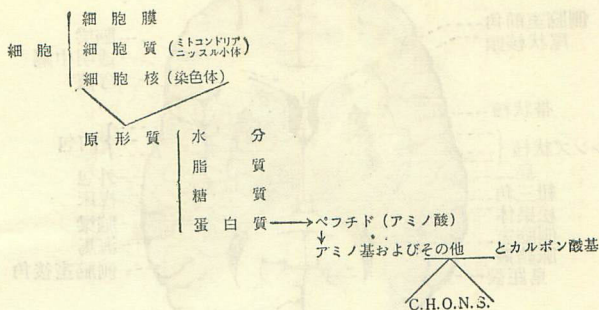 細胞膜
細胞 細胞質(ミトコンドリア ニッスル小体)
細胞核(染色体)
原形質 水分
脂質
糖質
蛋白質→ペプチド(アミノ酸)
アミノ基およびその他 とカルボン酸基
C.H.O.N.S.